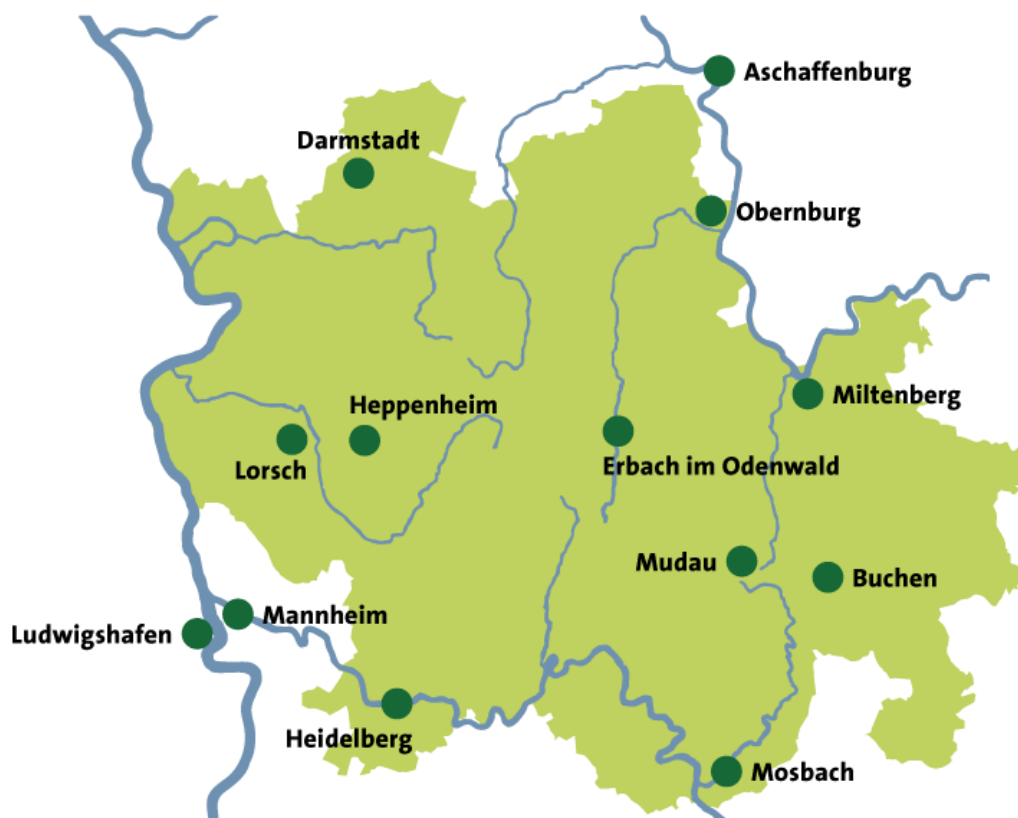 Aschaffenburg
Darmstadt
Obernburg
Miltenberg
Heppenheim
Lorsch
Erbach im Odenwald
Mudau
Buchen
Mannheim
Ludwigshafen
Heidelberg
Mosbach